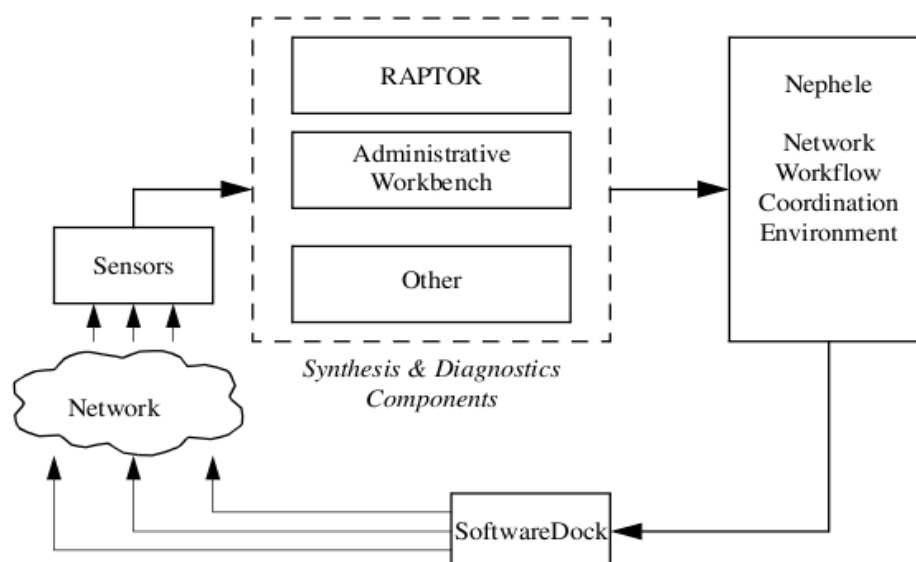 RAPTOR
Administrative
Workbench
Other
Synthesis & Diagnostics
Components
Nephele
Network
Workflow
Coordination
Environment
Sensors
Network
SoftwareDock